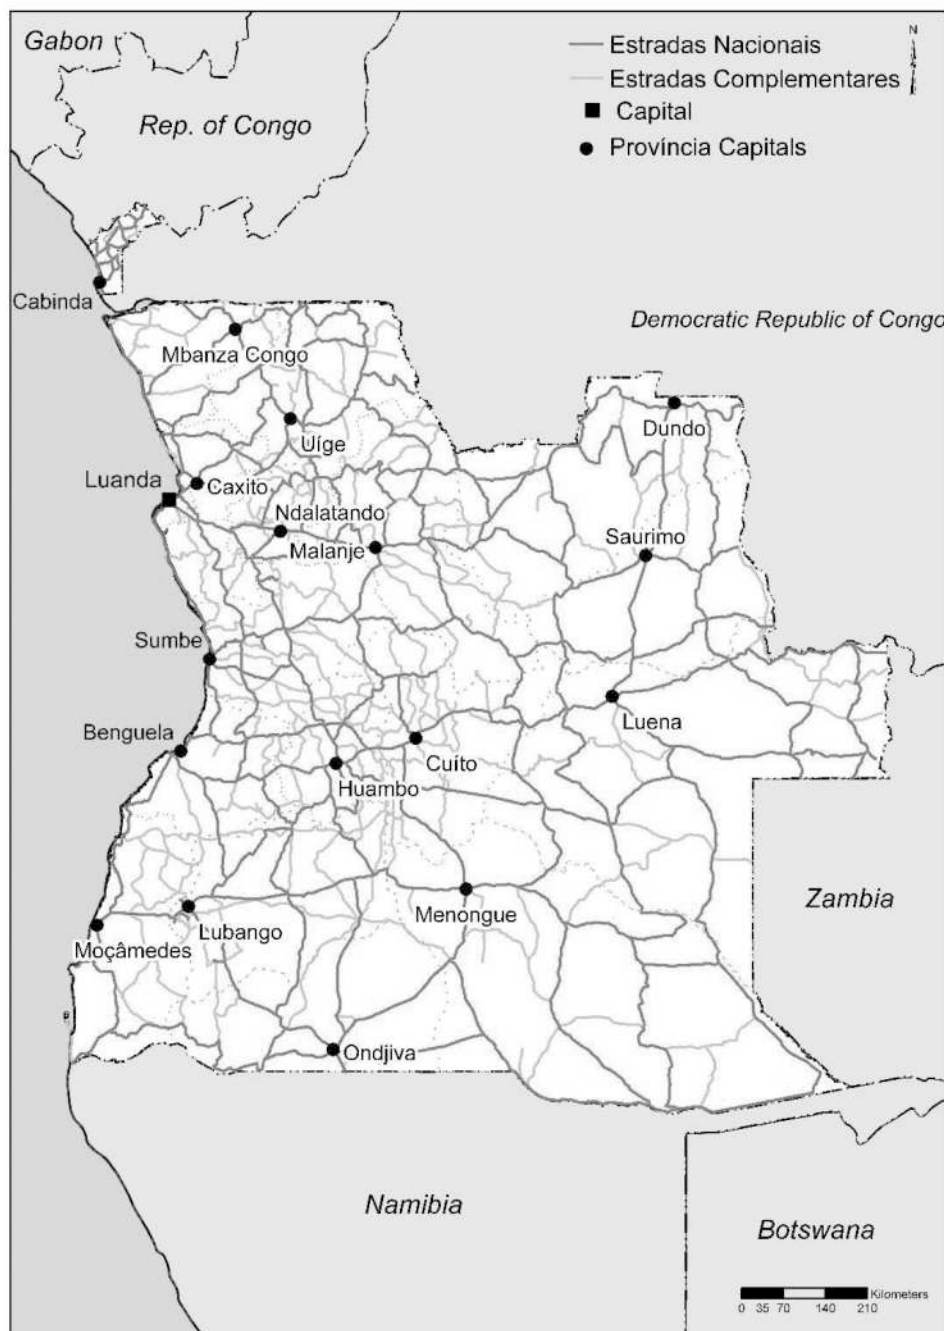 Gabon
Rep. of Congo
Estradas Nacionais
Estradas Complementares
Capital
Província Capitals
N
Cabinda
Democratic Republic of Congo
Mbanza Congo
Uíge
Dundo
Luanda
Caxito
Ndalatando
Malanje
Saurimo
Sumbe
Luena
Benguela
Cuíto
Huambo
Zambia
Menongue
Lubango
Moçâmedes
Ondjiva
Namibia
Botswana
Kilometers
0 35 70 140 210